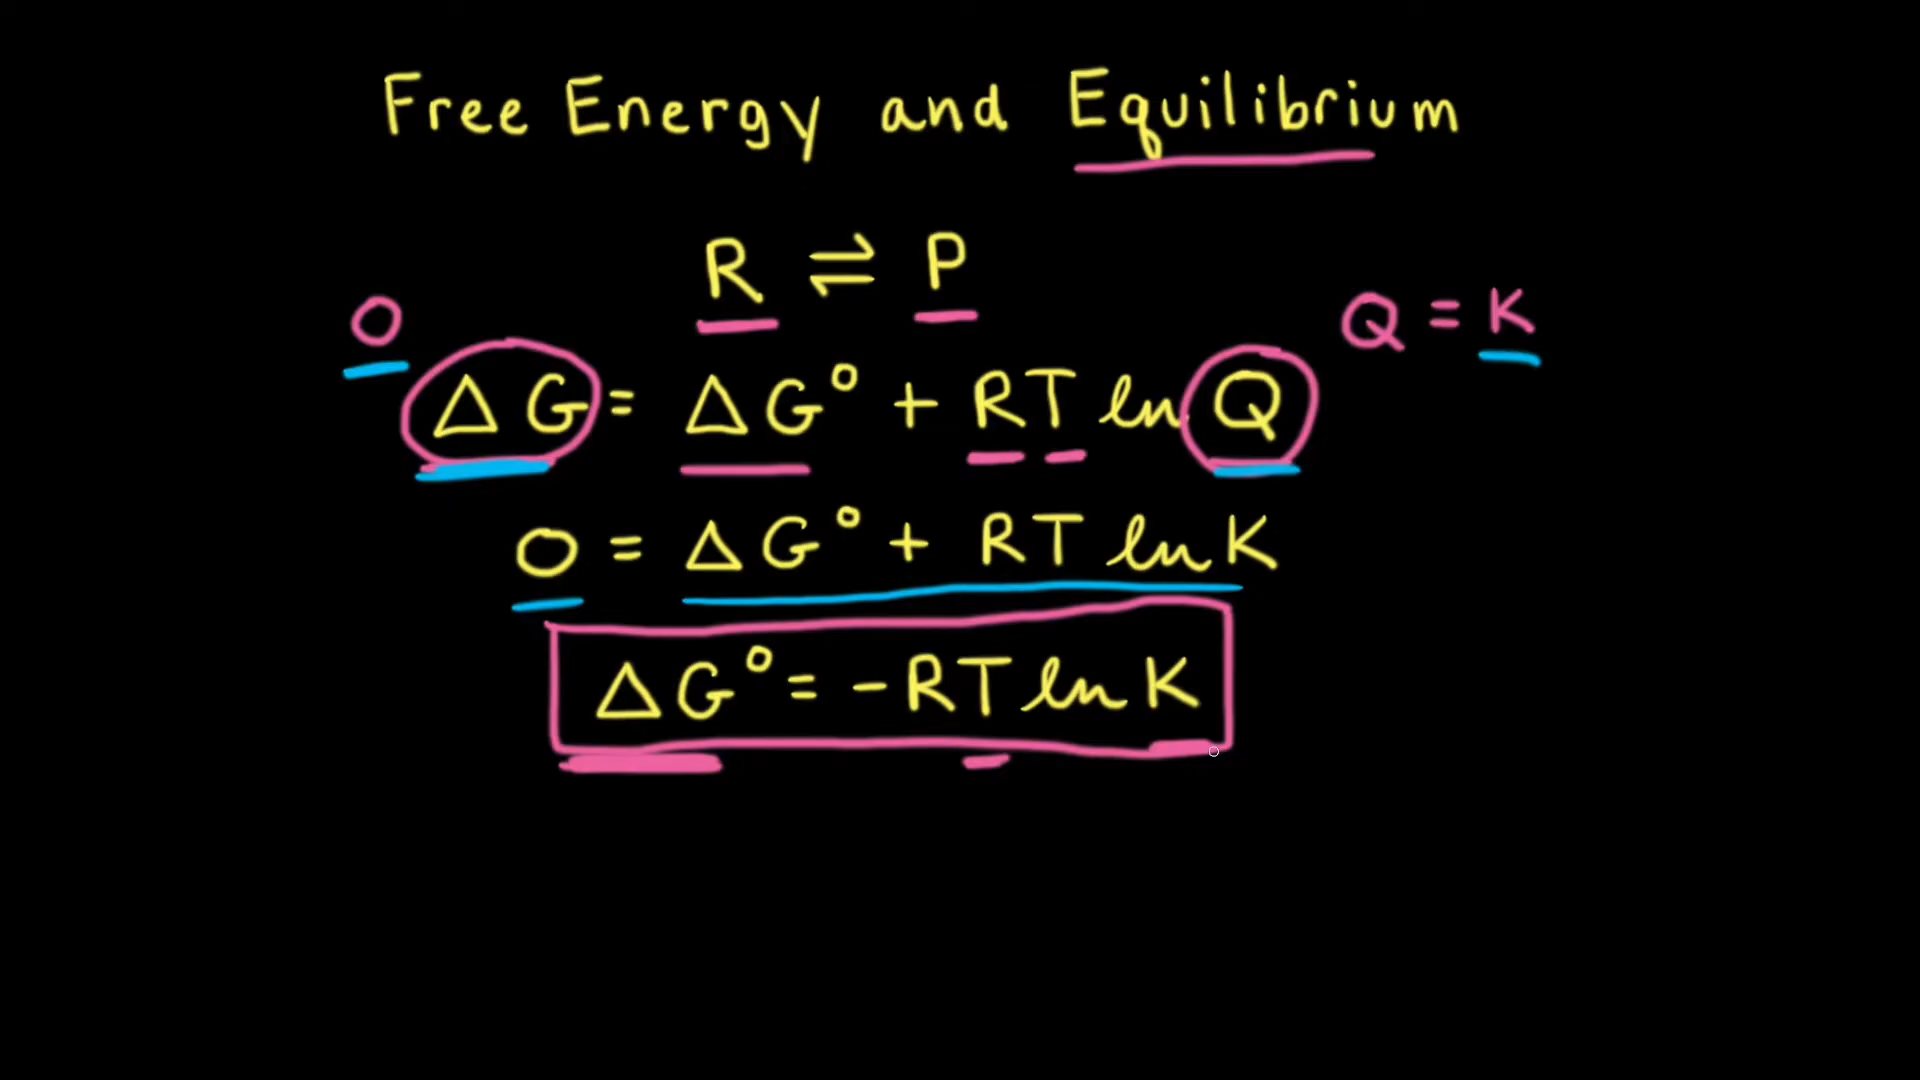 Free Energy and Equilibrium
R ⇌ P
0
Q = K
ΔG = ΔG° + RT ln Q
0 = ΔG° + RT ln K
ΔG° = -RT ln K